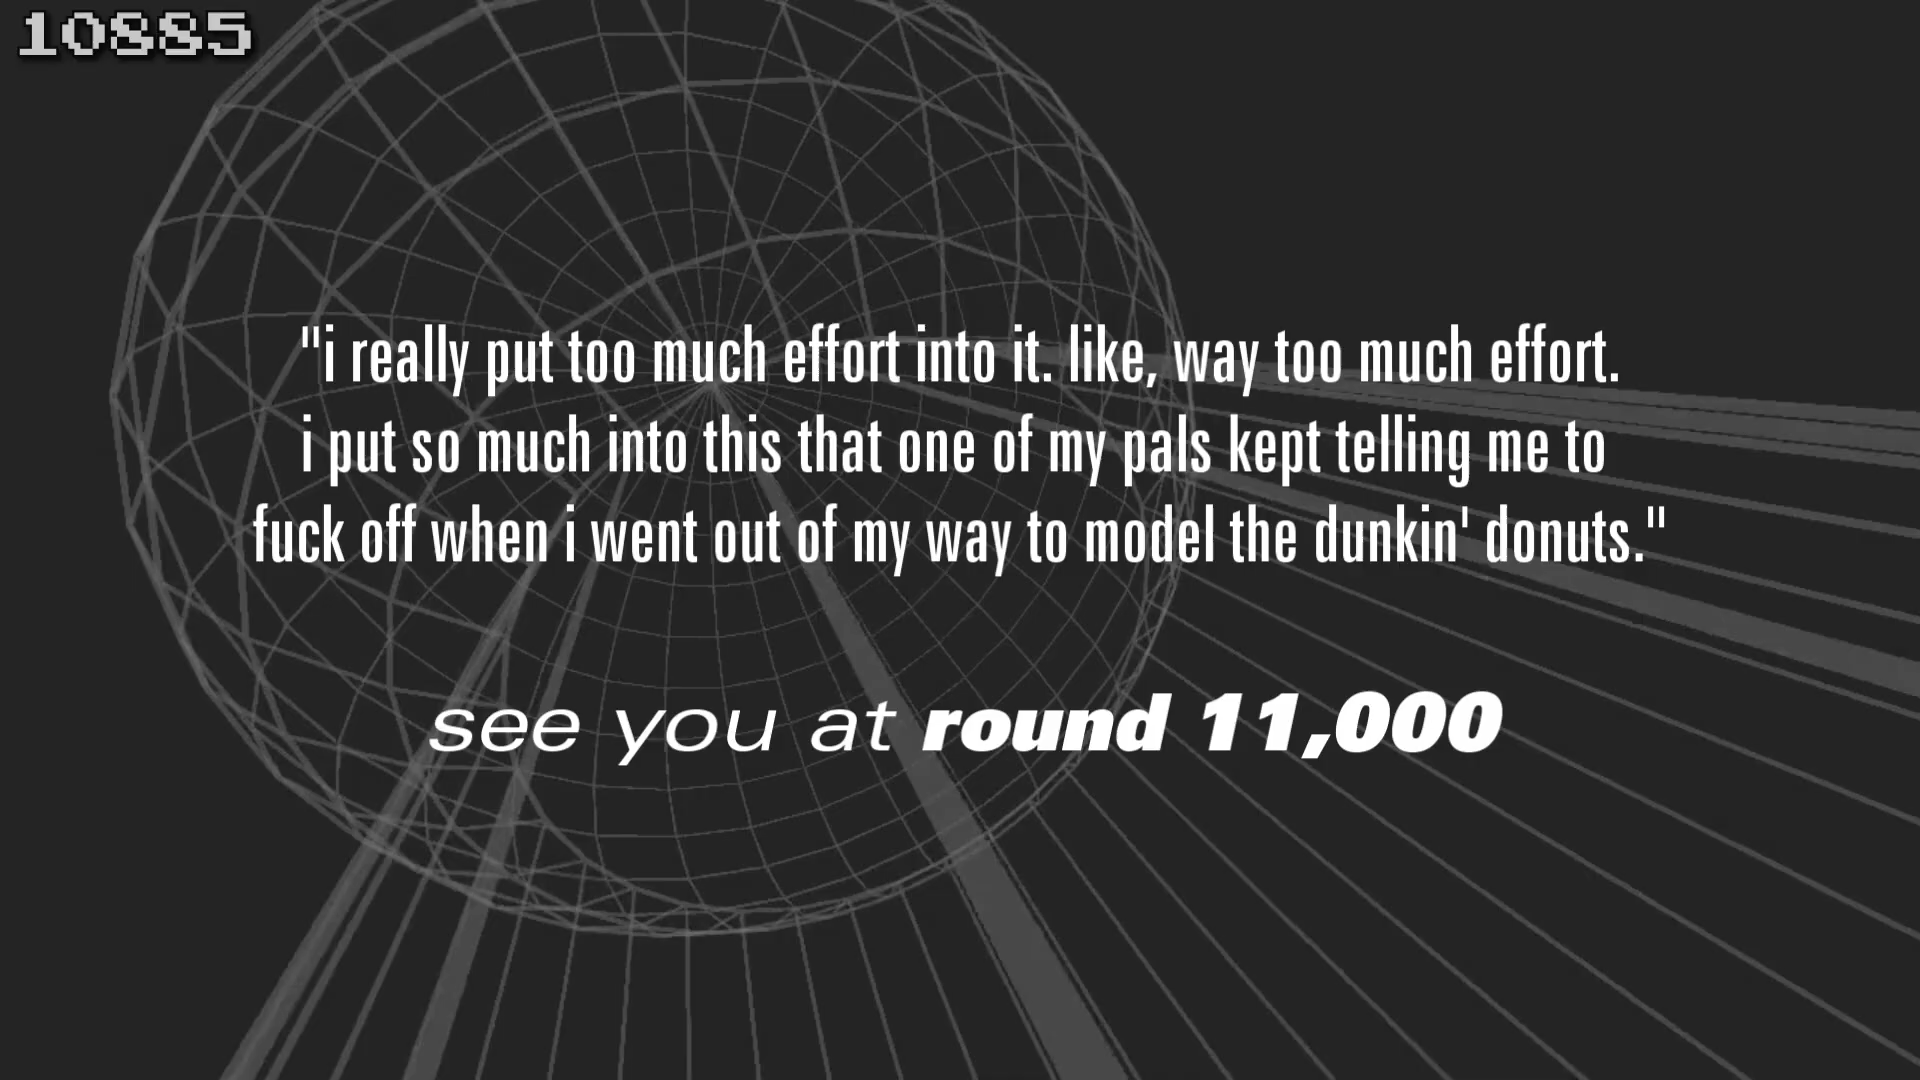 10885
"i really put too much effort into it. like, way too much effort.
i put so much into this that one of my pals kept telling me to
fuck off when i went out of my way to model the dunkin' donuts."
see you at round 11,000